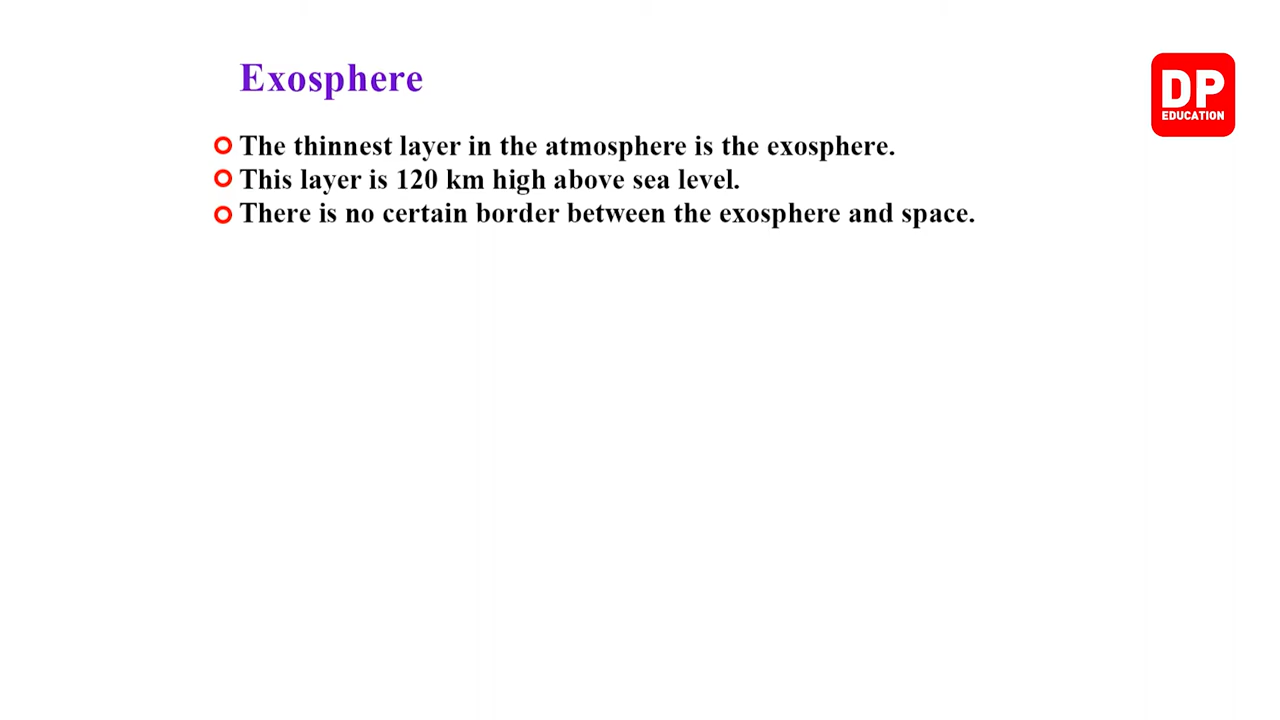 Exosphere
DP
EDUCATION
The thinnest layer in the atmosphere is the exosphere.
This layer is 120 km high above sea level.
There is no certain border between the exosphere and space.